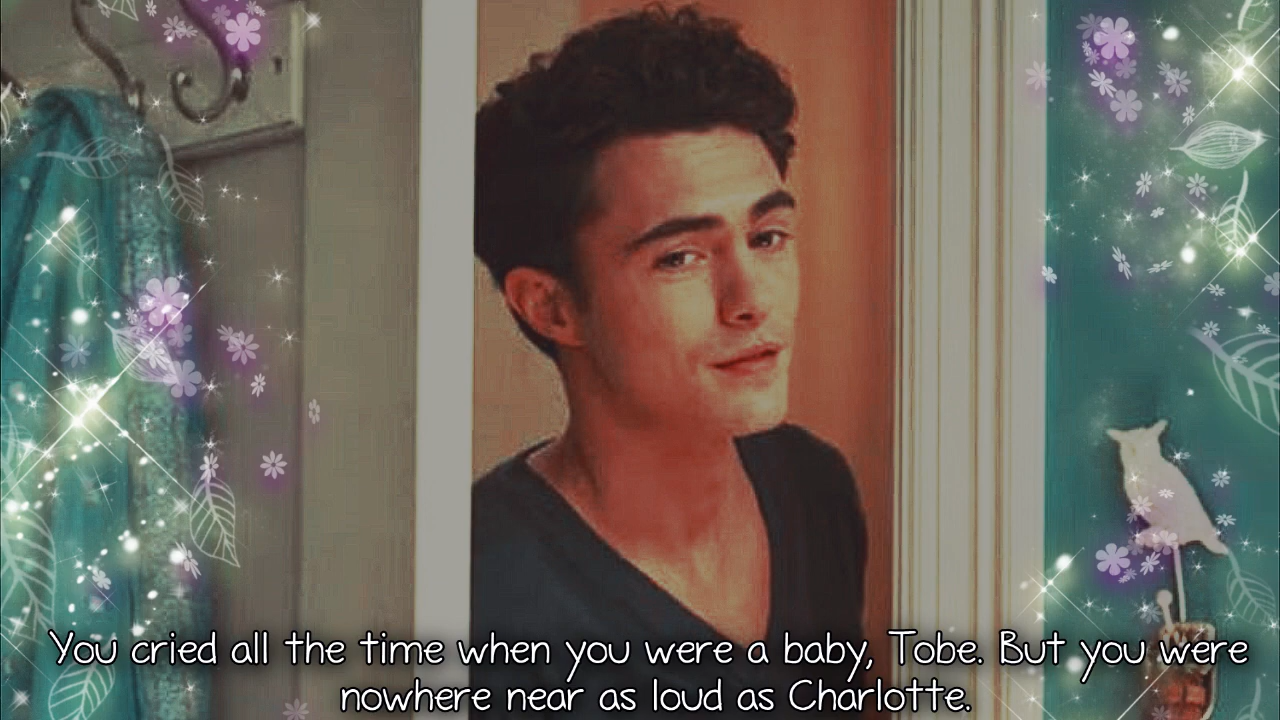 You cried all the time when you were a baby, Tobe. But you were
nowhere near as loud as Charlotte.